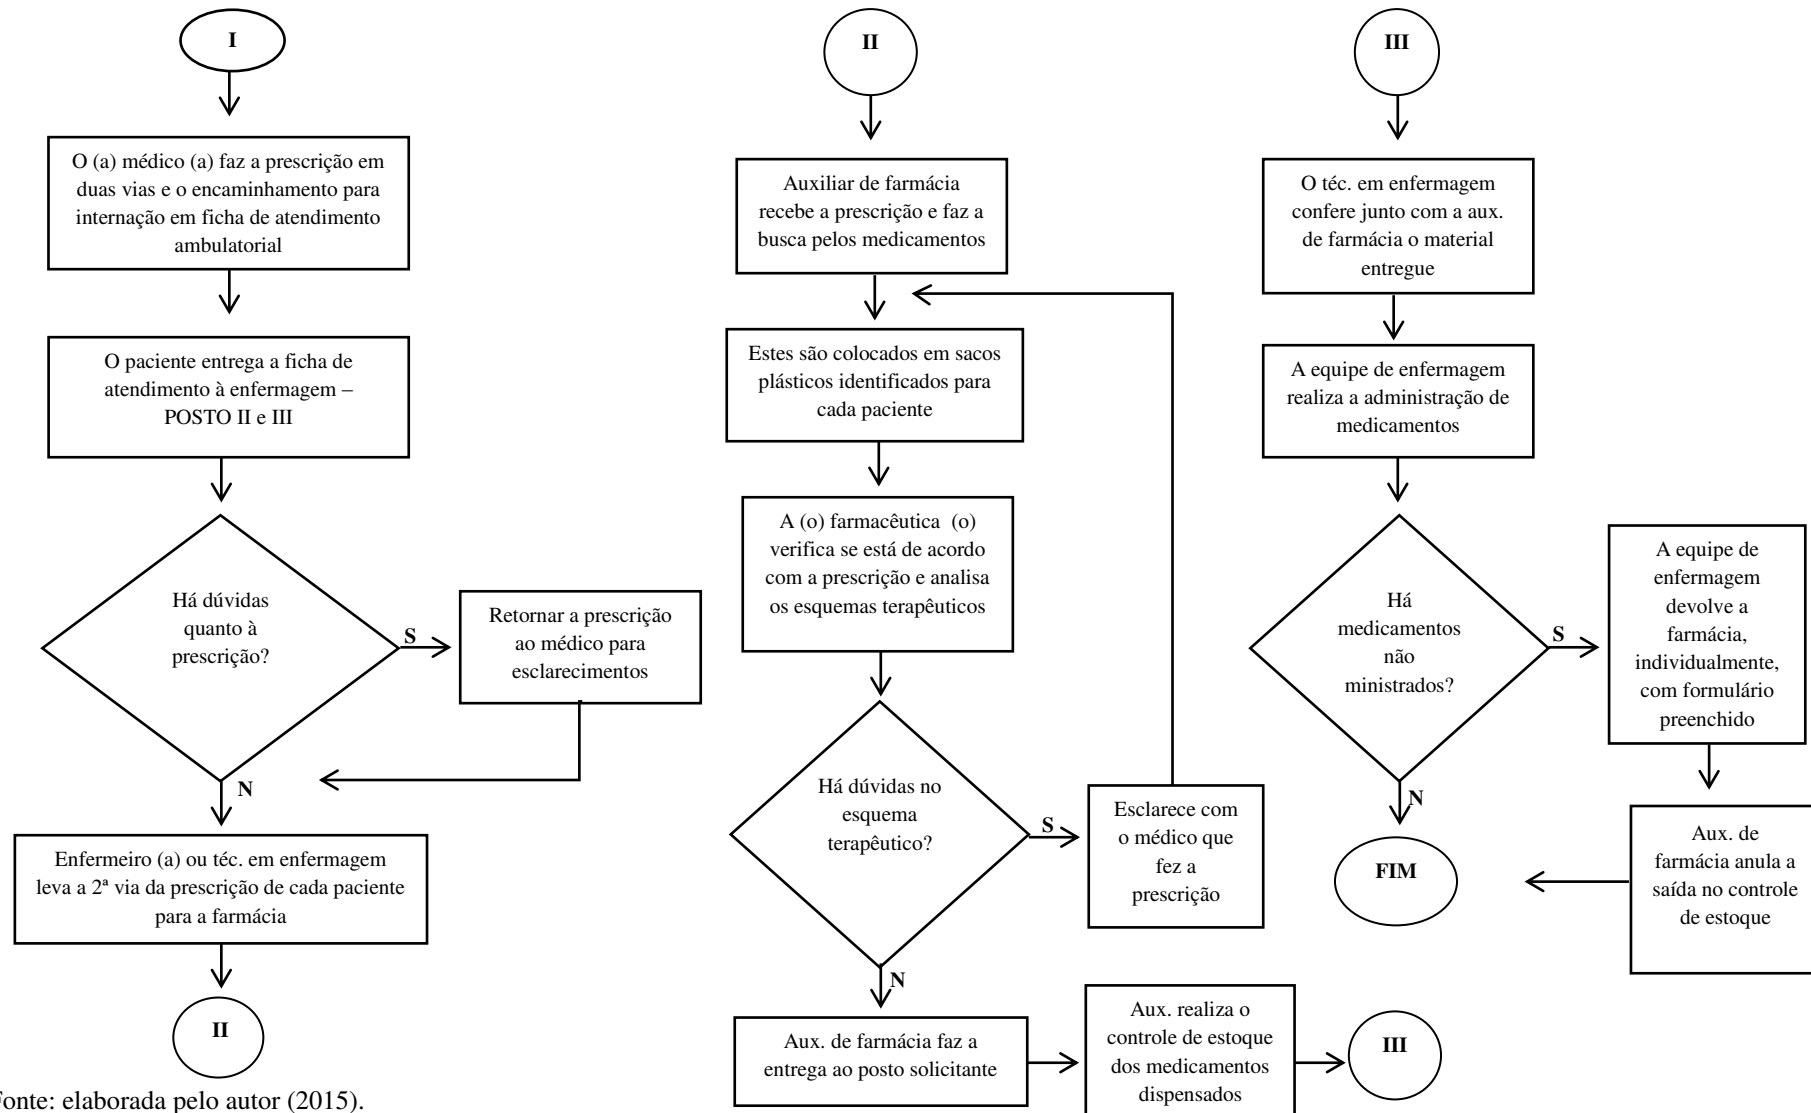 I
O (a) médico (a) faz a prescrição em
duas vias e o encaminhamento para
internação em ficha de atendimento
ambulatorial
O paciente entrega a ficha de
atendimento à enfermagem –
POSTO II e III
Há dúvidas
quanto à
prescrição?
S
Retornar a prescrição
ao médico para
esclarecimentos
N
Enfermeiro (a) ou téc. em enfermagem
leva a 2ª via da prescrição de cada paciente
para a farmácia
II
Fonte: elaborada pelo autor (2015).
II
Auxiliar de farmácia
recebe a prescrição e faz a
busca pelos medicamentos
Estes são colocados em sacos
plásticos identificados para
cada paciente
A (o) farmacêutica (o)
verifica se está de acordo
com a prescrição e analisa
os esquemas terapêuticos
Há dúvidas no
esquema
terapêutico?
S
Esclarece com
o médico que
fez a
prescrição
N
Aux. de farmácia faz a
entrega ao posto solicitante
Aux. realiza o
controle de estoque
dos medicamentos
dispensados
III
III
O téc. em enfermagem
confere junto com a aux.
de farmácia o material
entregue
A equipe de enfermagem
realiza a administração de
medicamentos
Há
medicamentos
não
ministrados?
S
A equipe de
enfermagem
devolve a
farmácia,
individualmente,
com formulário
preenchido
N
FIM
Aux. de
farmácia anula a
saída no controle
de estoque